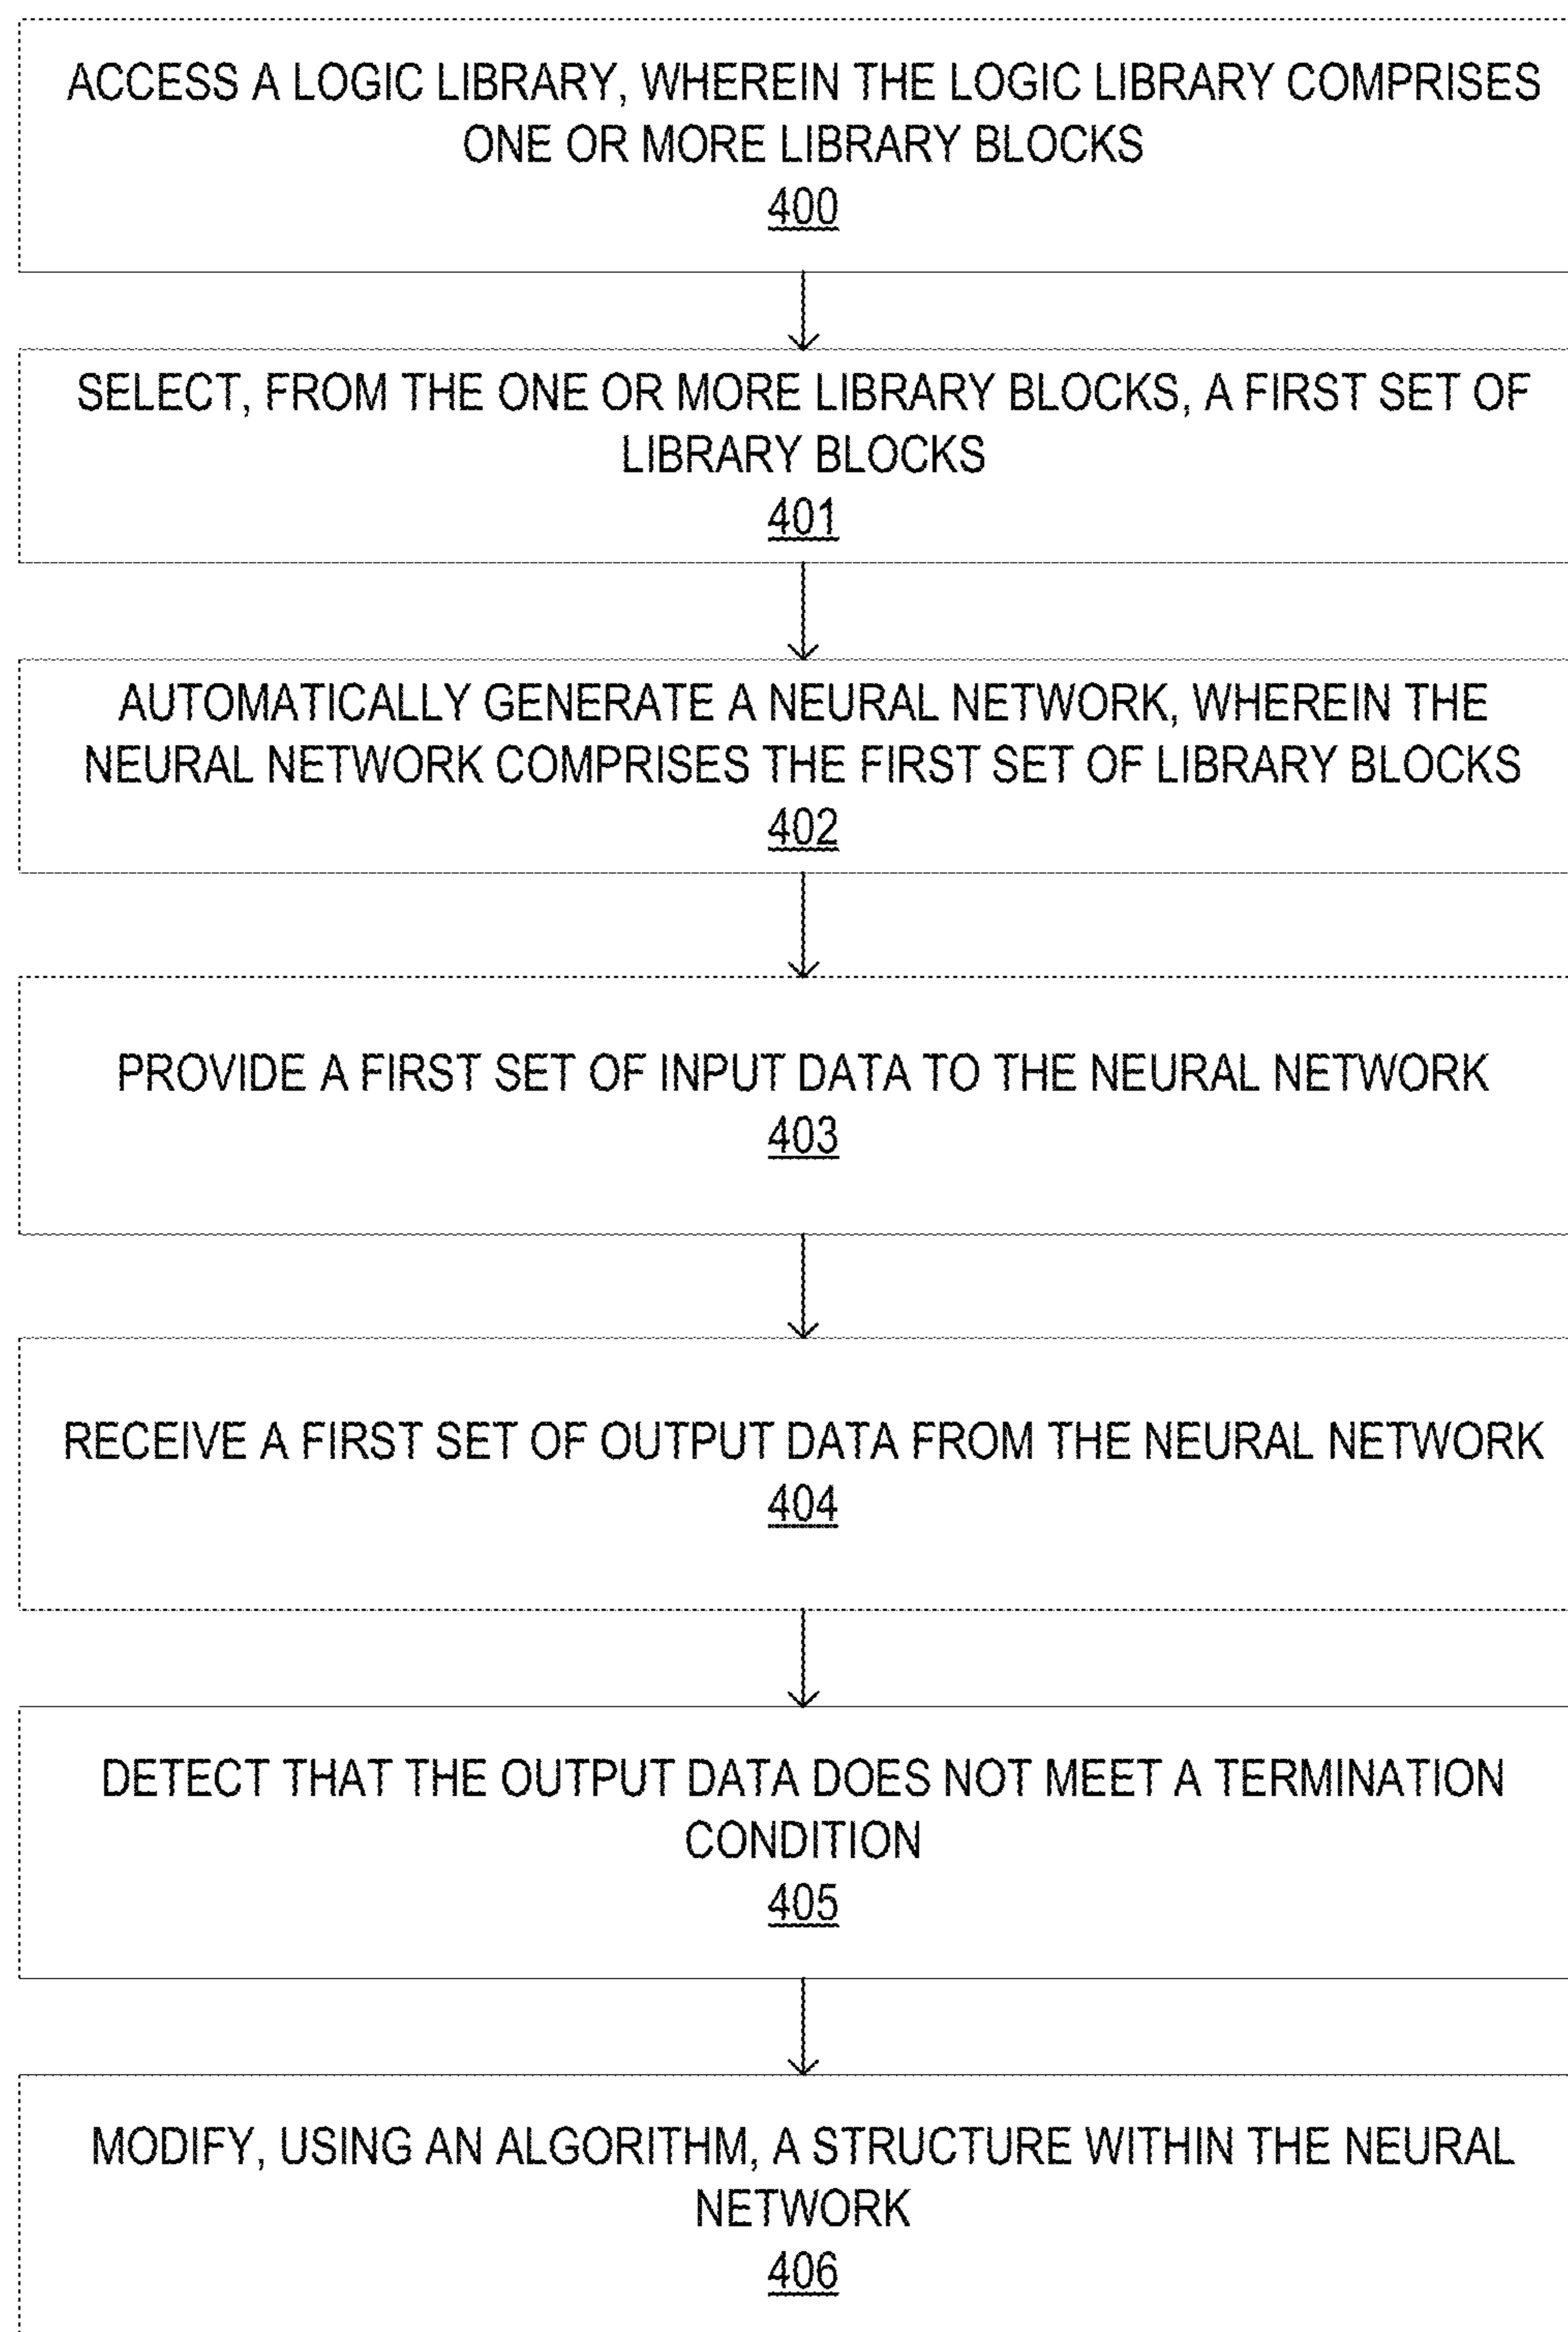 ACCESS A LOGIC LIBRARY, WHEREIN THE LOGIC LIBRARY COMPRISES
ONE OR MORE LIBRARY BLOCKS
400
SELECT, FROM THE ONE OR MORE LIBRARY BLOCKS, A FIRST SET OF
LIBRARY BLOCKS
401
AUTOMATICALLY GENERATE A NEURAL NETWORK, WHEREIN THE
NEURAL NETWORK COMPRISES THE FIRST SET OF LIBRARY BLOCKS
402
PROVIDE A FIRST SET OF INPUT DATA TO THE NEURAL NETWORK
403
RECEIVE A FIRST SET OF OUTPUT DATA FROM THE NEURAL NETWORK
404
DETECT THAT THE OUTPUT DATA DOES NOT MEET A TERMINATION
CONDITION
405
MODIFY, USING AN ALGORITHM, A STRUCTURE WITHIN THE NEURAL
NETWORK
406